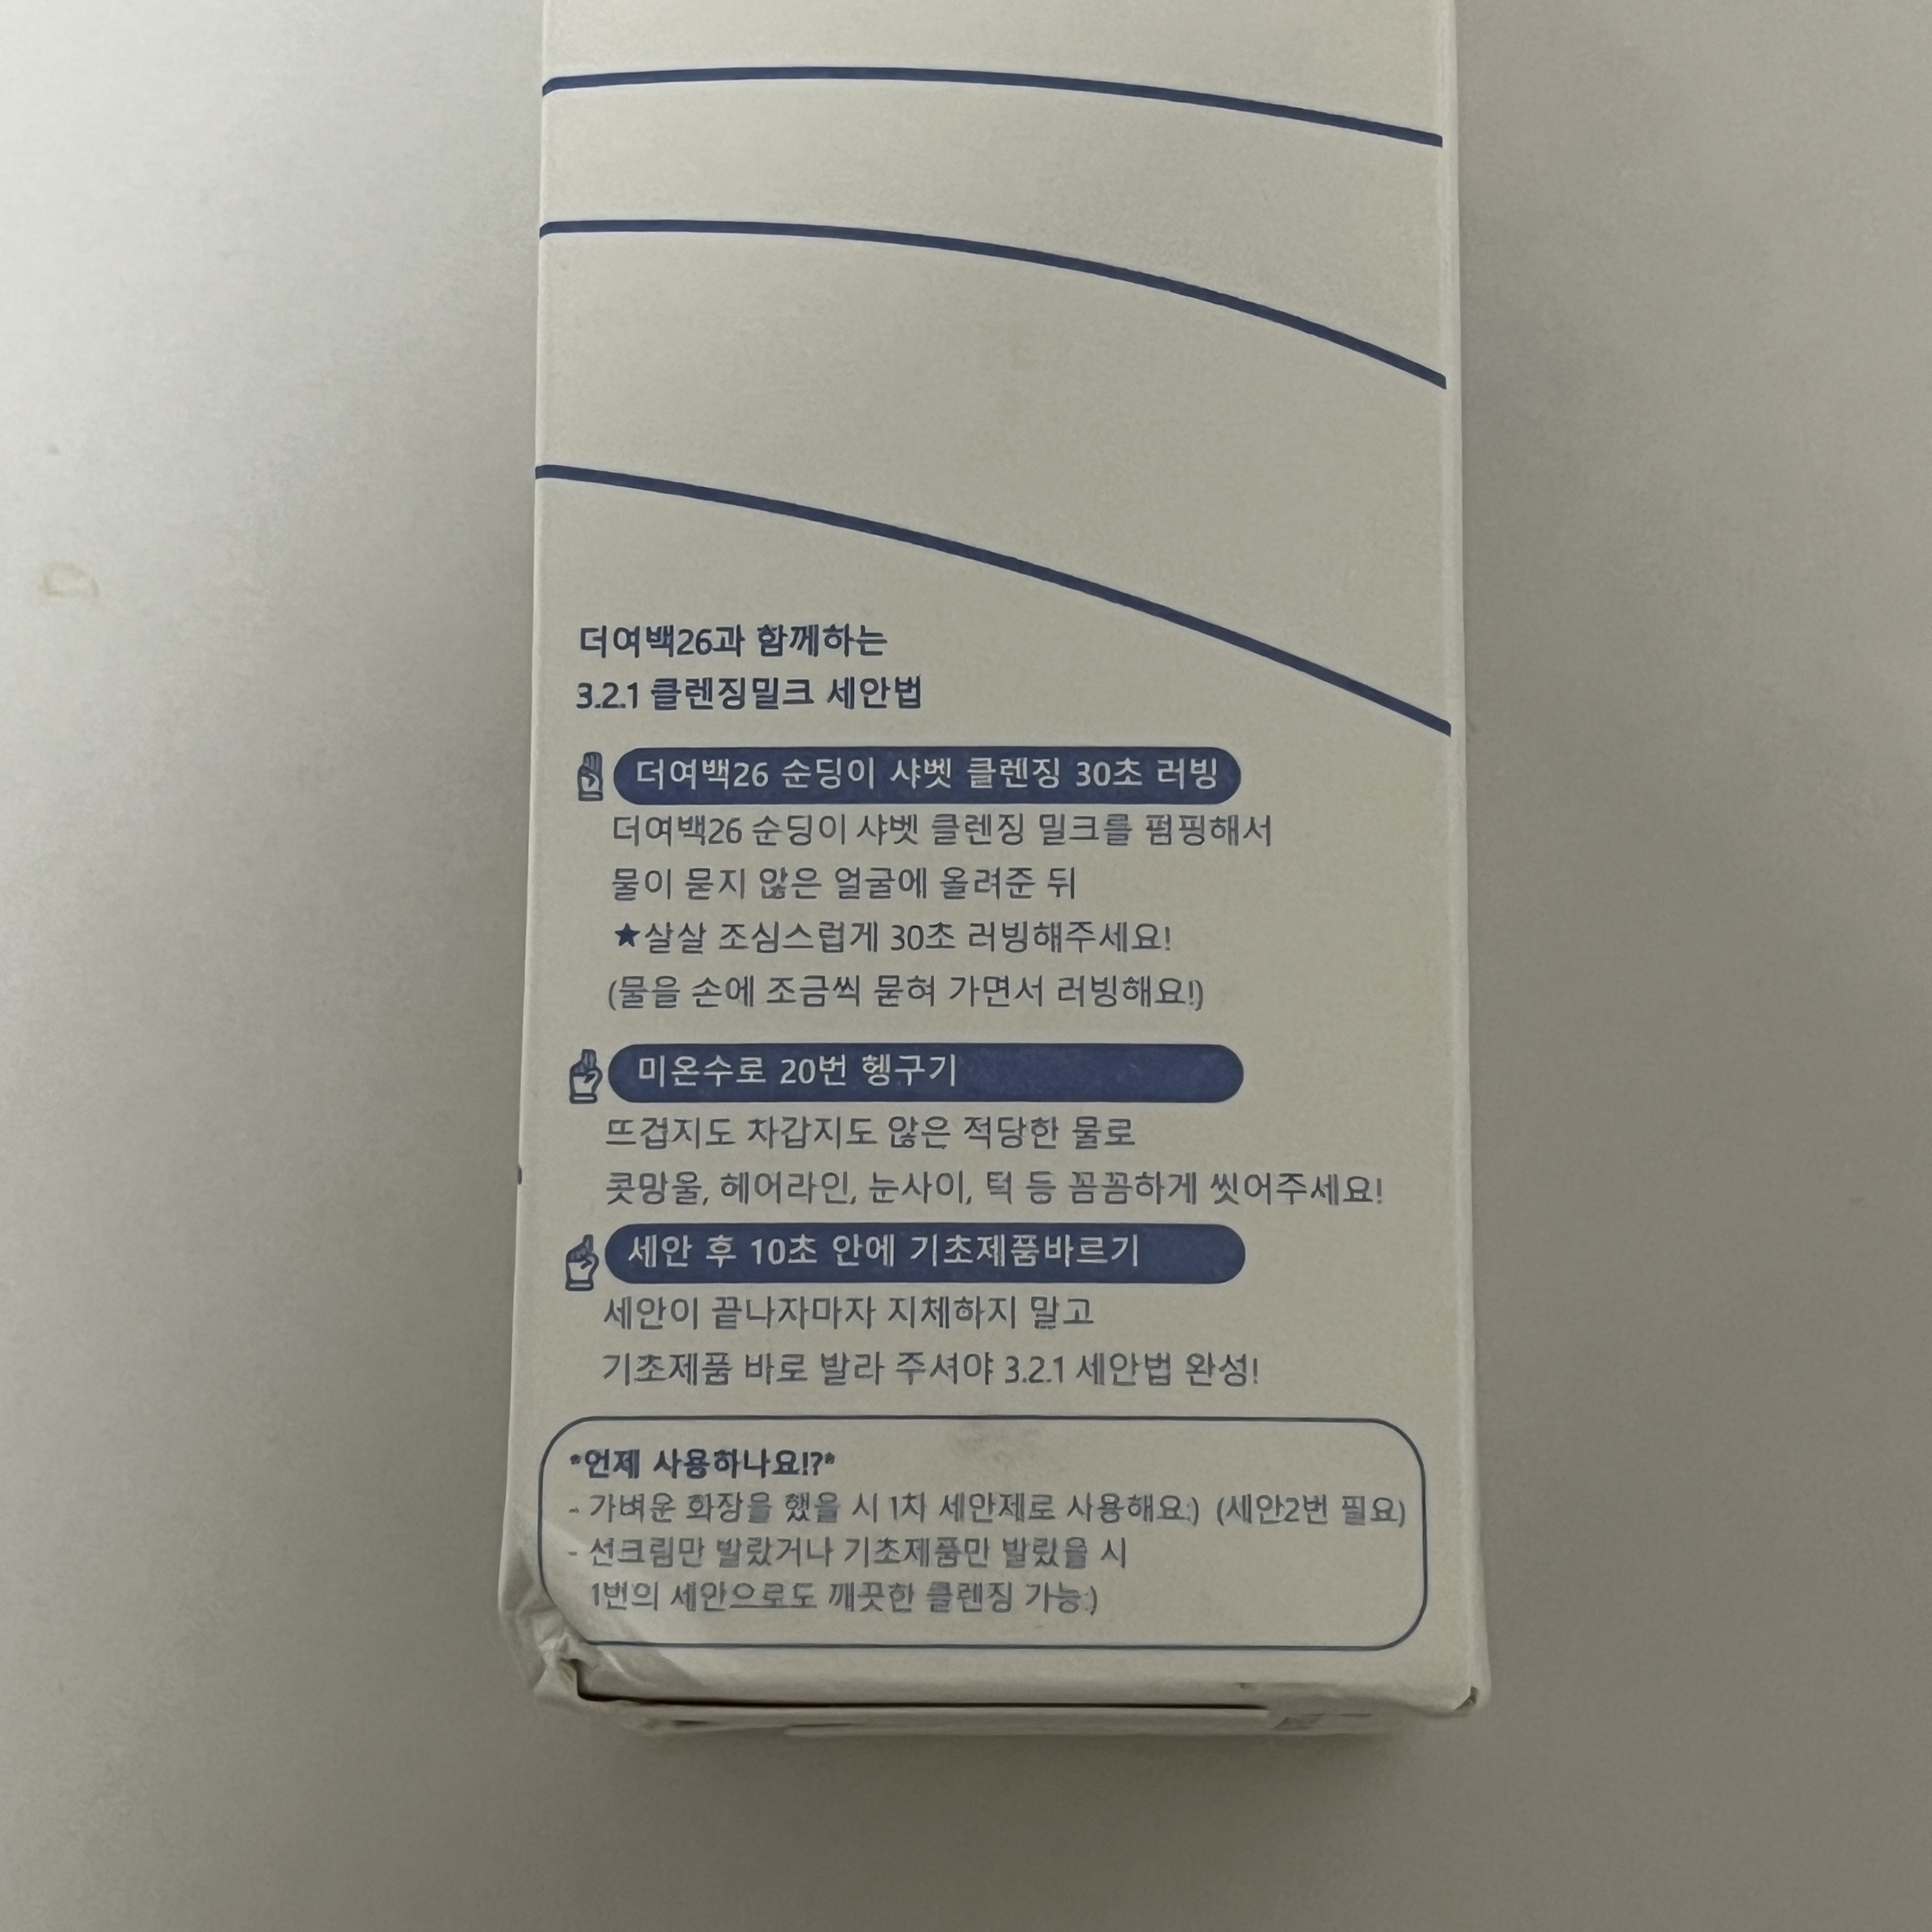 더여백26과 함께하는
3.2.1 클렌징밀크 세안법
더여백26 순딩이 샤벳 클렌징 30초 러빙
더여백26 순딩이 샤벳 클렌징 밀크를 펌핑해서
물이 묻지 않은 얼굴에 올려준 뒤
★살살 조심스럽게 30초 러빙해주세요!
(물을 손에 조금씩 묻혀 가면서 러빙해요!)
미온수로 20번 헹구기
뜨겁지도 차갑지도 않은 적당한 물로
콧망울, 헤어라인, 눈사이, 턱 등 꼼꼼하게 씻어주세요!
세안 후 10초 안에 기초제품바르기
세안이 끝나자마자 지체하지 말고
기초제품 바로 발라 주셔야 3.2.1 세안법 완성!
*언제 사용하나요!?*
- 가벼운 화장을 했을 시 1차 세안제로 사용해요:) (세안2번 필요)
- 선크림만 발랐거나 기초제품만 발랐을 시
1번의 세안으로도 깨끗한 클렌징 가능:)